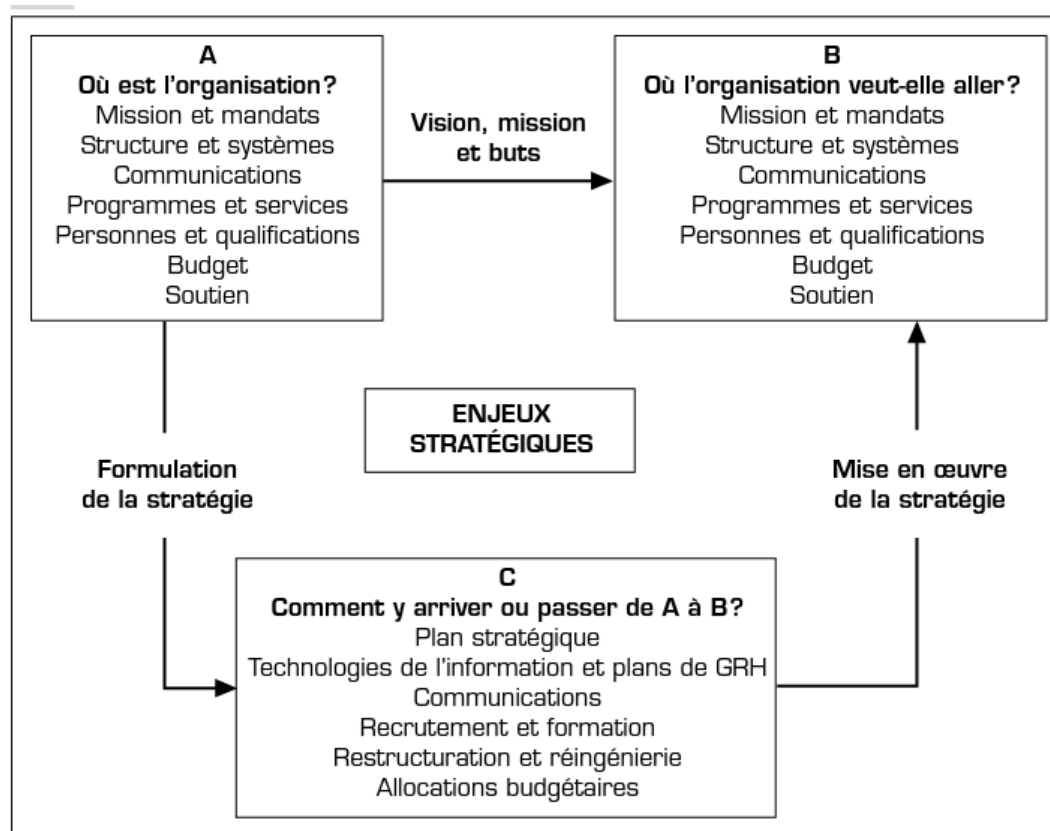 A
Où est l'organisation?
Mission et mandats
Structure et systèmes
Communications
Programmes et services
Personnes et qualifications
Budget
Soutien
Vision, mission
et buts
B
Où l'organisation veut-elle aller?
Mission et mandats
Structure et systèmes
Communications
Programmes et services
Personnes et qualifications
Budget
Soutien
ENJEUX
STRATÉGIQUES
Formulation
de la stratégie
Mise en œuvre
de la stratégie
C
Comment y arriver ou passer de A à B?
Plan stratégique
Technologies de l'information et plans de GRH
Communications
Recrutement et formation
Restructuration et réingénierie
Allocations budgétaires